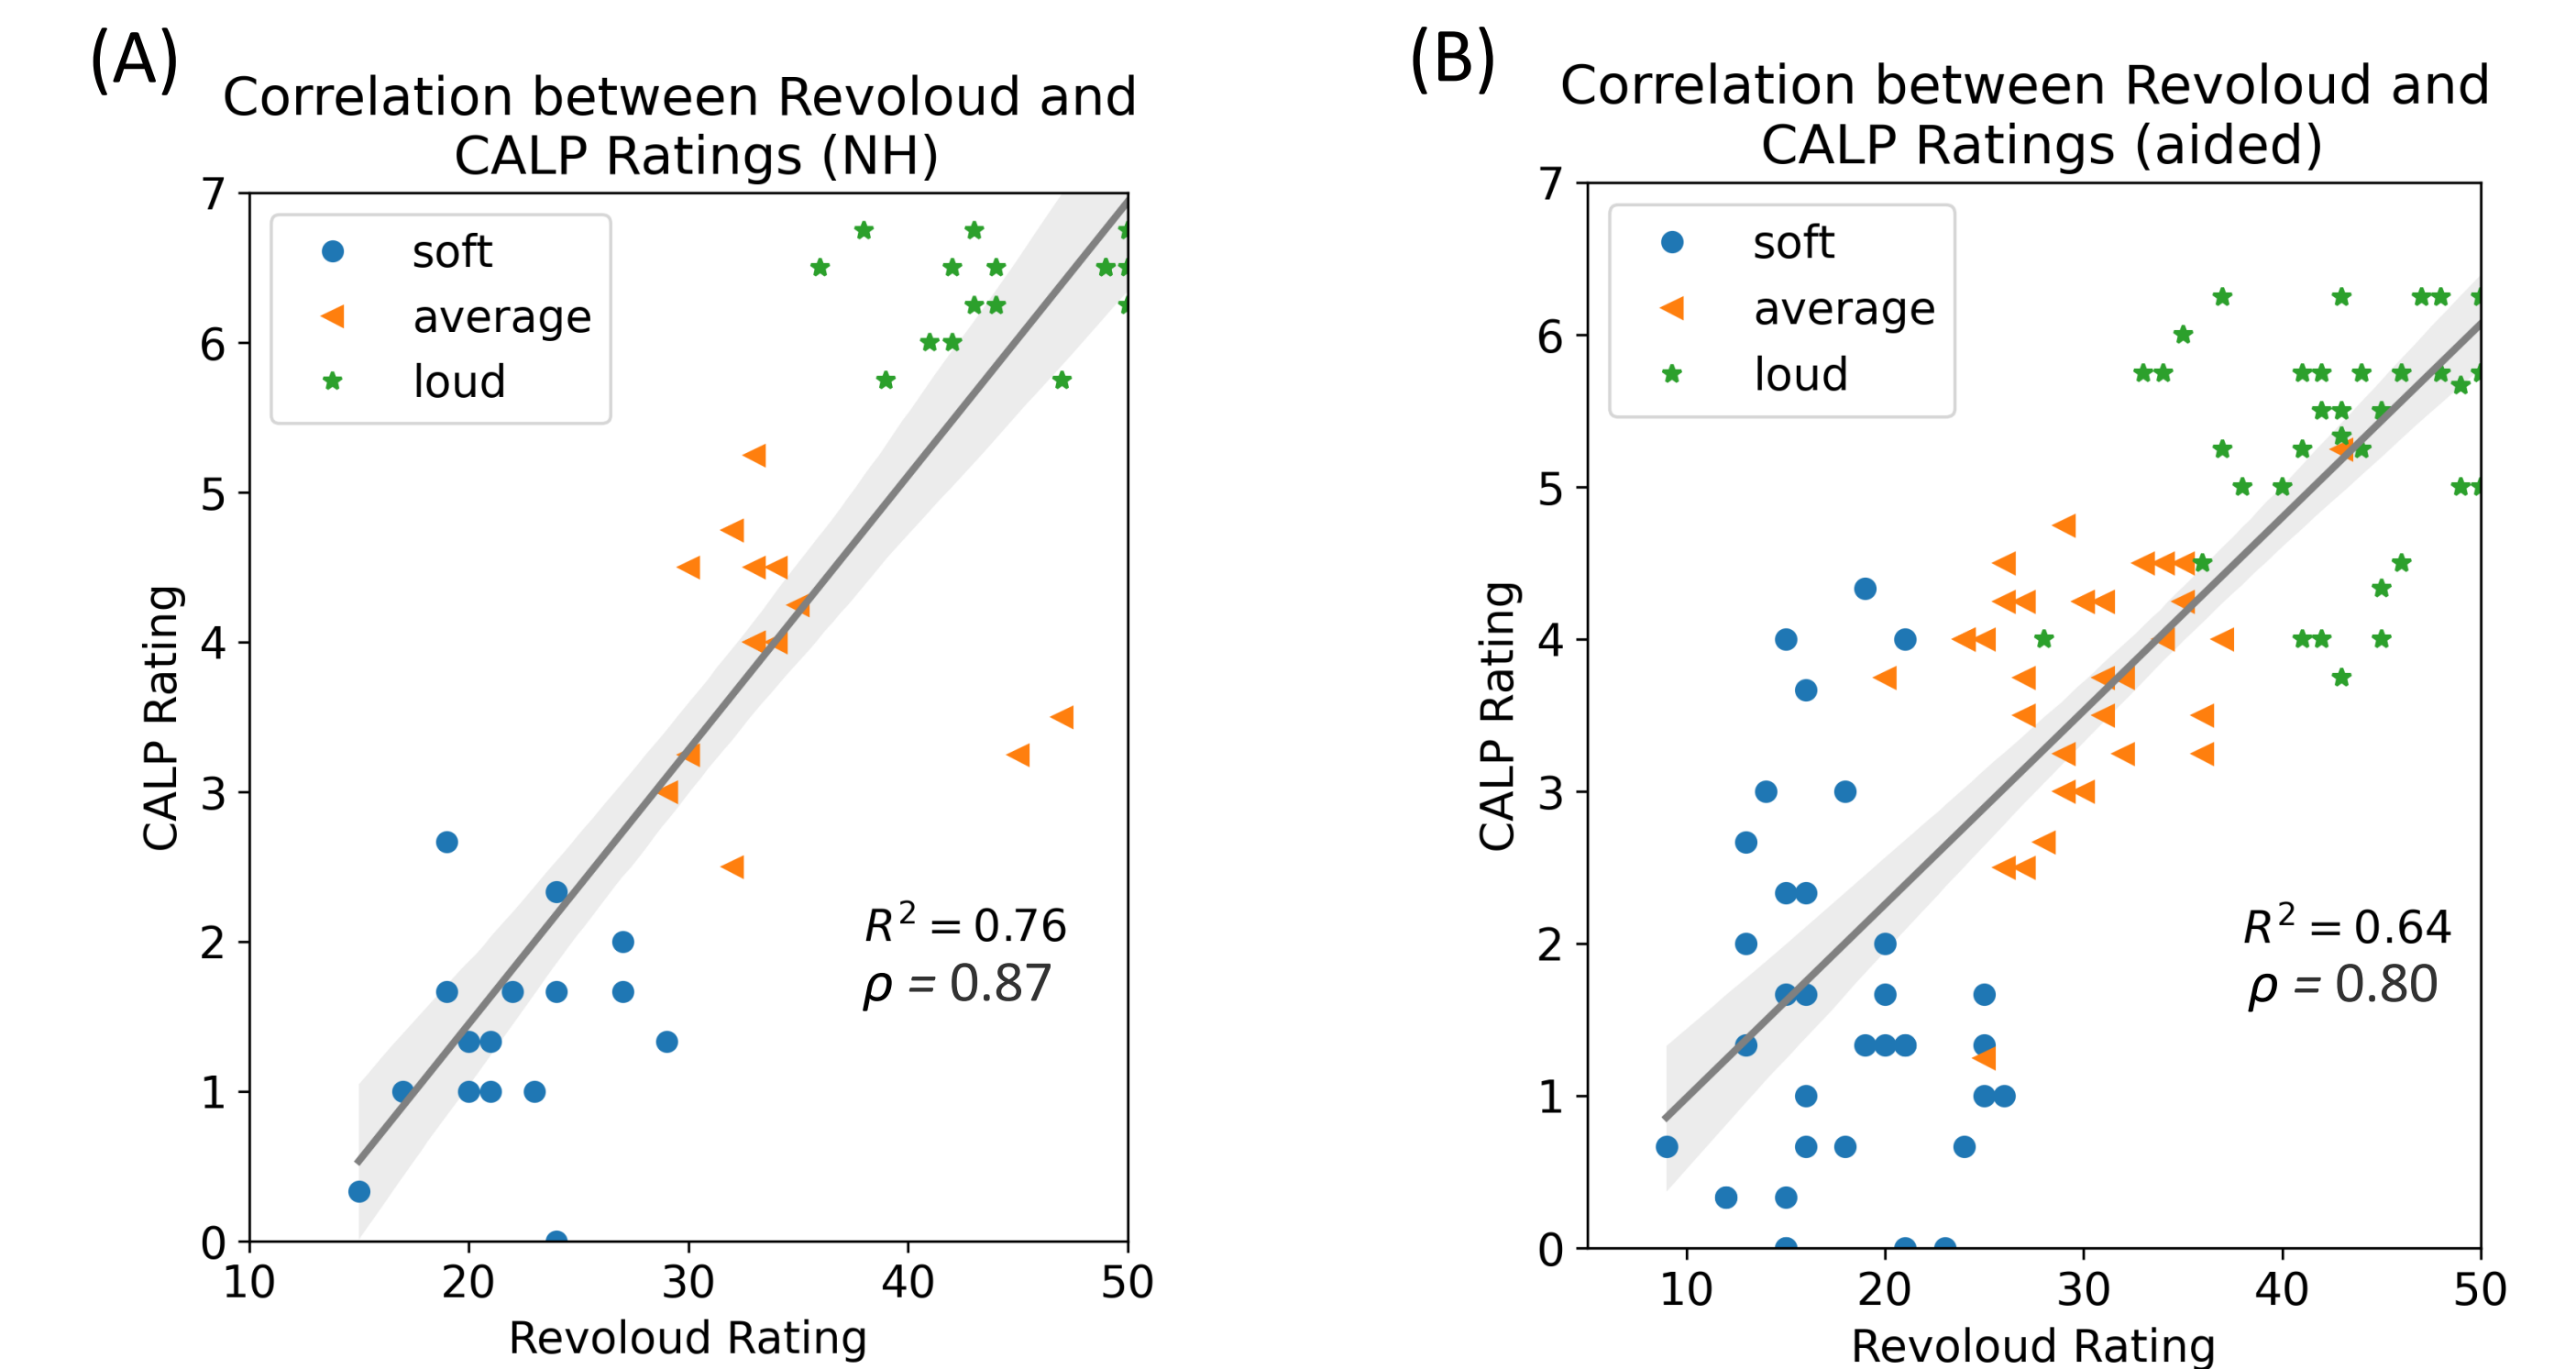 (A)
Correlation between Revoloud and
CALP Ratings (NH)
7
6
5
4
3
2
1
0
CALP Rating
soft
average
loud
R² = 0.76
ρ = 0.87
10 20 30 40 50
Revoloud Rating
(B)
Correlation between Revoloud and
CALP Ratings (aided)
7
6
5
4
3
2
1
0
CALP Rating
soft
average
loud
R² = 0.64
ρ = 0.80
10 20 30 40 50
Revoloud Rating